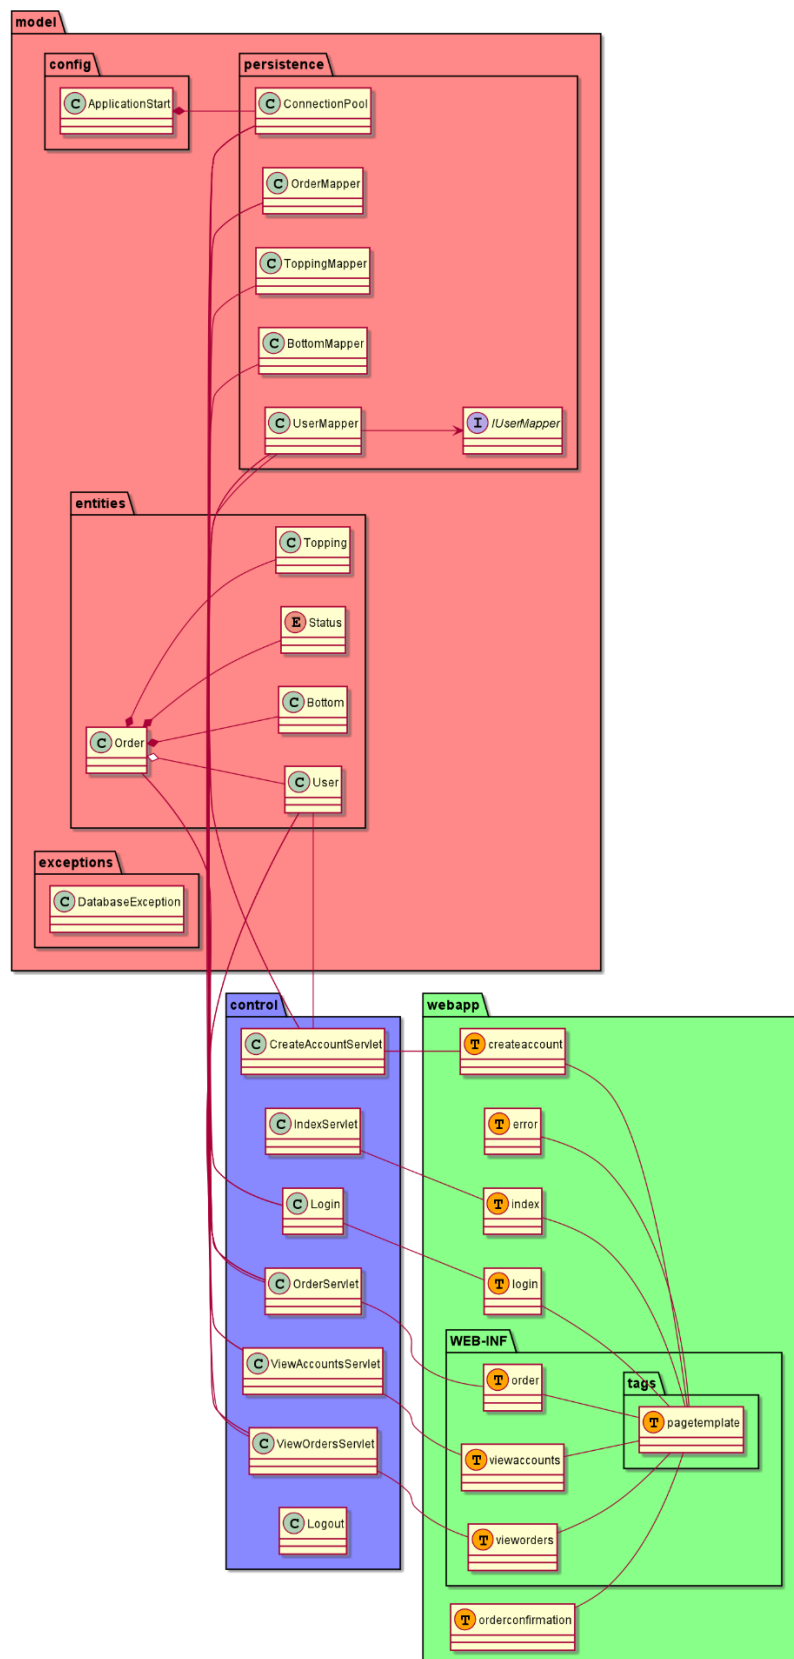 model
config
persistence
C ApplicationStart
C ConnectionPool
C OrderMapper
C ToppingMapper
C BottomMapper
C UserMapper
I IUserMapper
entities
C Topping
E Status
C Bottom
C Order
C User
exceptions
C DatabaseException
control
webapp
C CreateAccountServlet
T createaccount
C IndexServlet
T error
C Login
T index
C OrderServlet
T login
WEB-INF
C ViewAccountsServlet
T order
tags
T pagetemplate
C ViewOrdersServlet
T viewaccounts
C Logout
T vieworders
T orderconfirmation